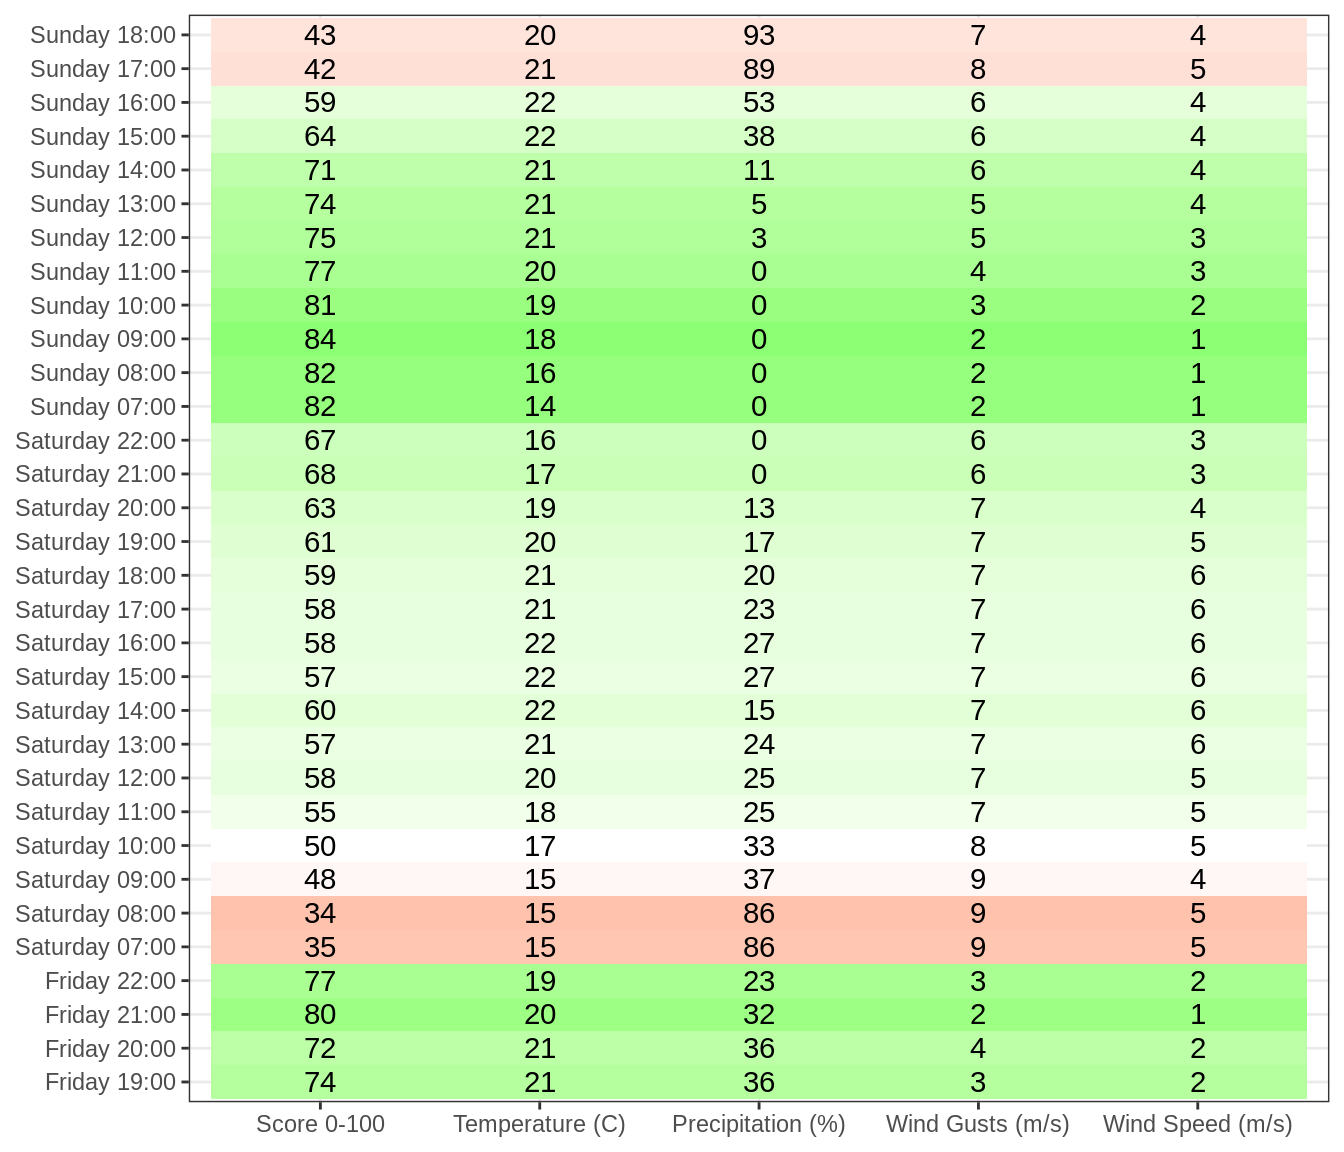 Sunday 18:00 43 20 93 7 4
Sunday 17:00 42 21 89 8 5
Sunday 16:00 59 22 53 6 4
Sunday 15:00 64 22 38 6 4
Sunday 14:00 71 21 11 6 4
Sunday 13:00 74 21 5 5 4
Sunday 12:00 75 21 3 5 3
Sunday 11:00 77 20 0 4 3
Sunday 10:00 81 19 0 3 2
Sunday 09:00 84 18 0 2 1
Sunday 08:00 82 16 0 2 1
Sunday 07:00 82 14 0 2 1
Saturday 22:00 67 16 0 6 3
Saturday 21:00 68 17 0 6 3
Saturday 20:00 63 19 13 7 4
Saturday 19:00 61 20 17 7 5
Saturday 18:00 59 21 20 7 6
Saturday 17:00 58 21 23 7 6
Saturday 16:00 58 22 27 7 6
Saturday 15:00 57 22 27 7 6
Saturday 14:00 60 22 15 7 6
Saturday 13:00 57 21 24 7 6
Saturday 12:00 58 20 25 7 5
Saturday 11:00 55 18 25 7 5
Saturday 10:00 50 17 33 8 5
Saturday 09:00 48 15 37 9 4
Saturday 08:00 34 15 86 9 5
Saturday 07:00 35 15 86 9 5
Friday 22:00 77 19 23 3 2
Friday 21:00 80 20 32 2 1
Friday 20:00 72 21 36 4 2
Friday 19:00 74 21 36 3 2
Score 0-100 Temperature (C) Precipitation (%) Wind Gusts (m/s) Wind Speed (m/s)